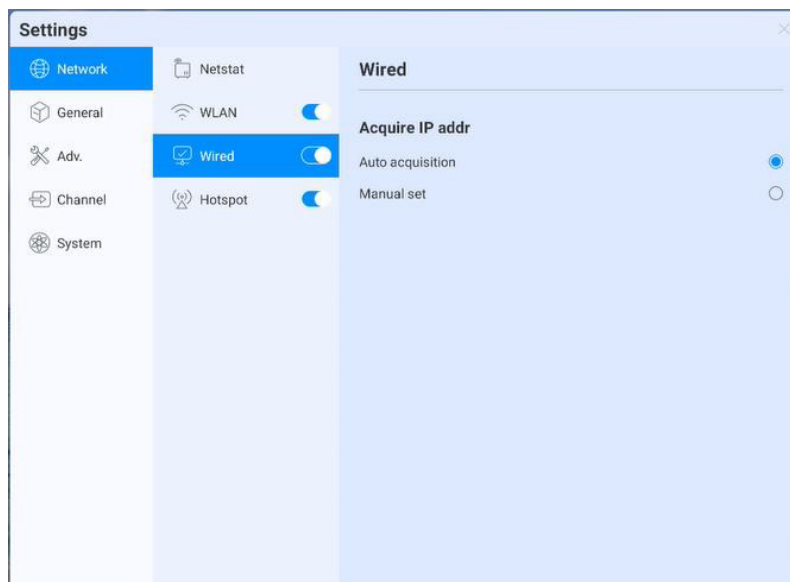 Settings
Network
General
Adv.
Channel
System
Netstat
WLAN
Wired
Hotspot
Wired
Acquire IP addr
Auto acquisition
Manual set